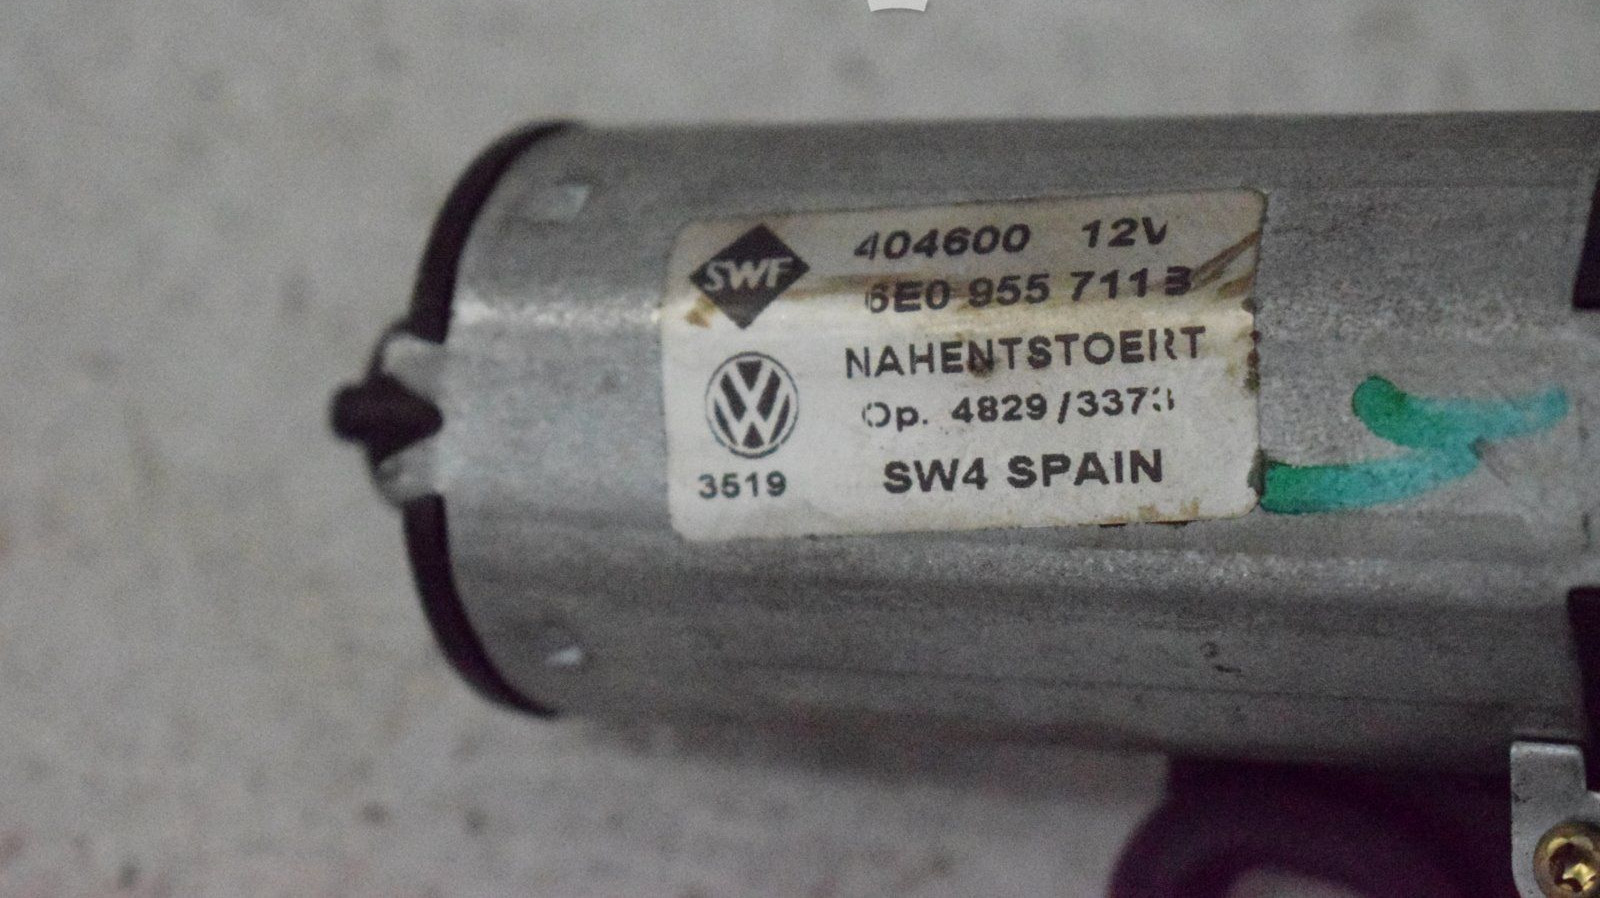 SWF
404600 12V
6E0 955 711 B
NAHENTSTOERT
Op. 4829/3373
3519
SW4 SPAIN